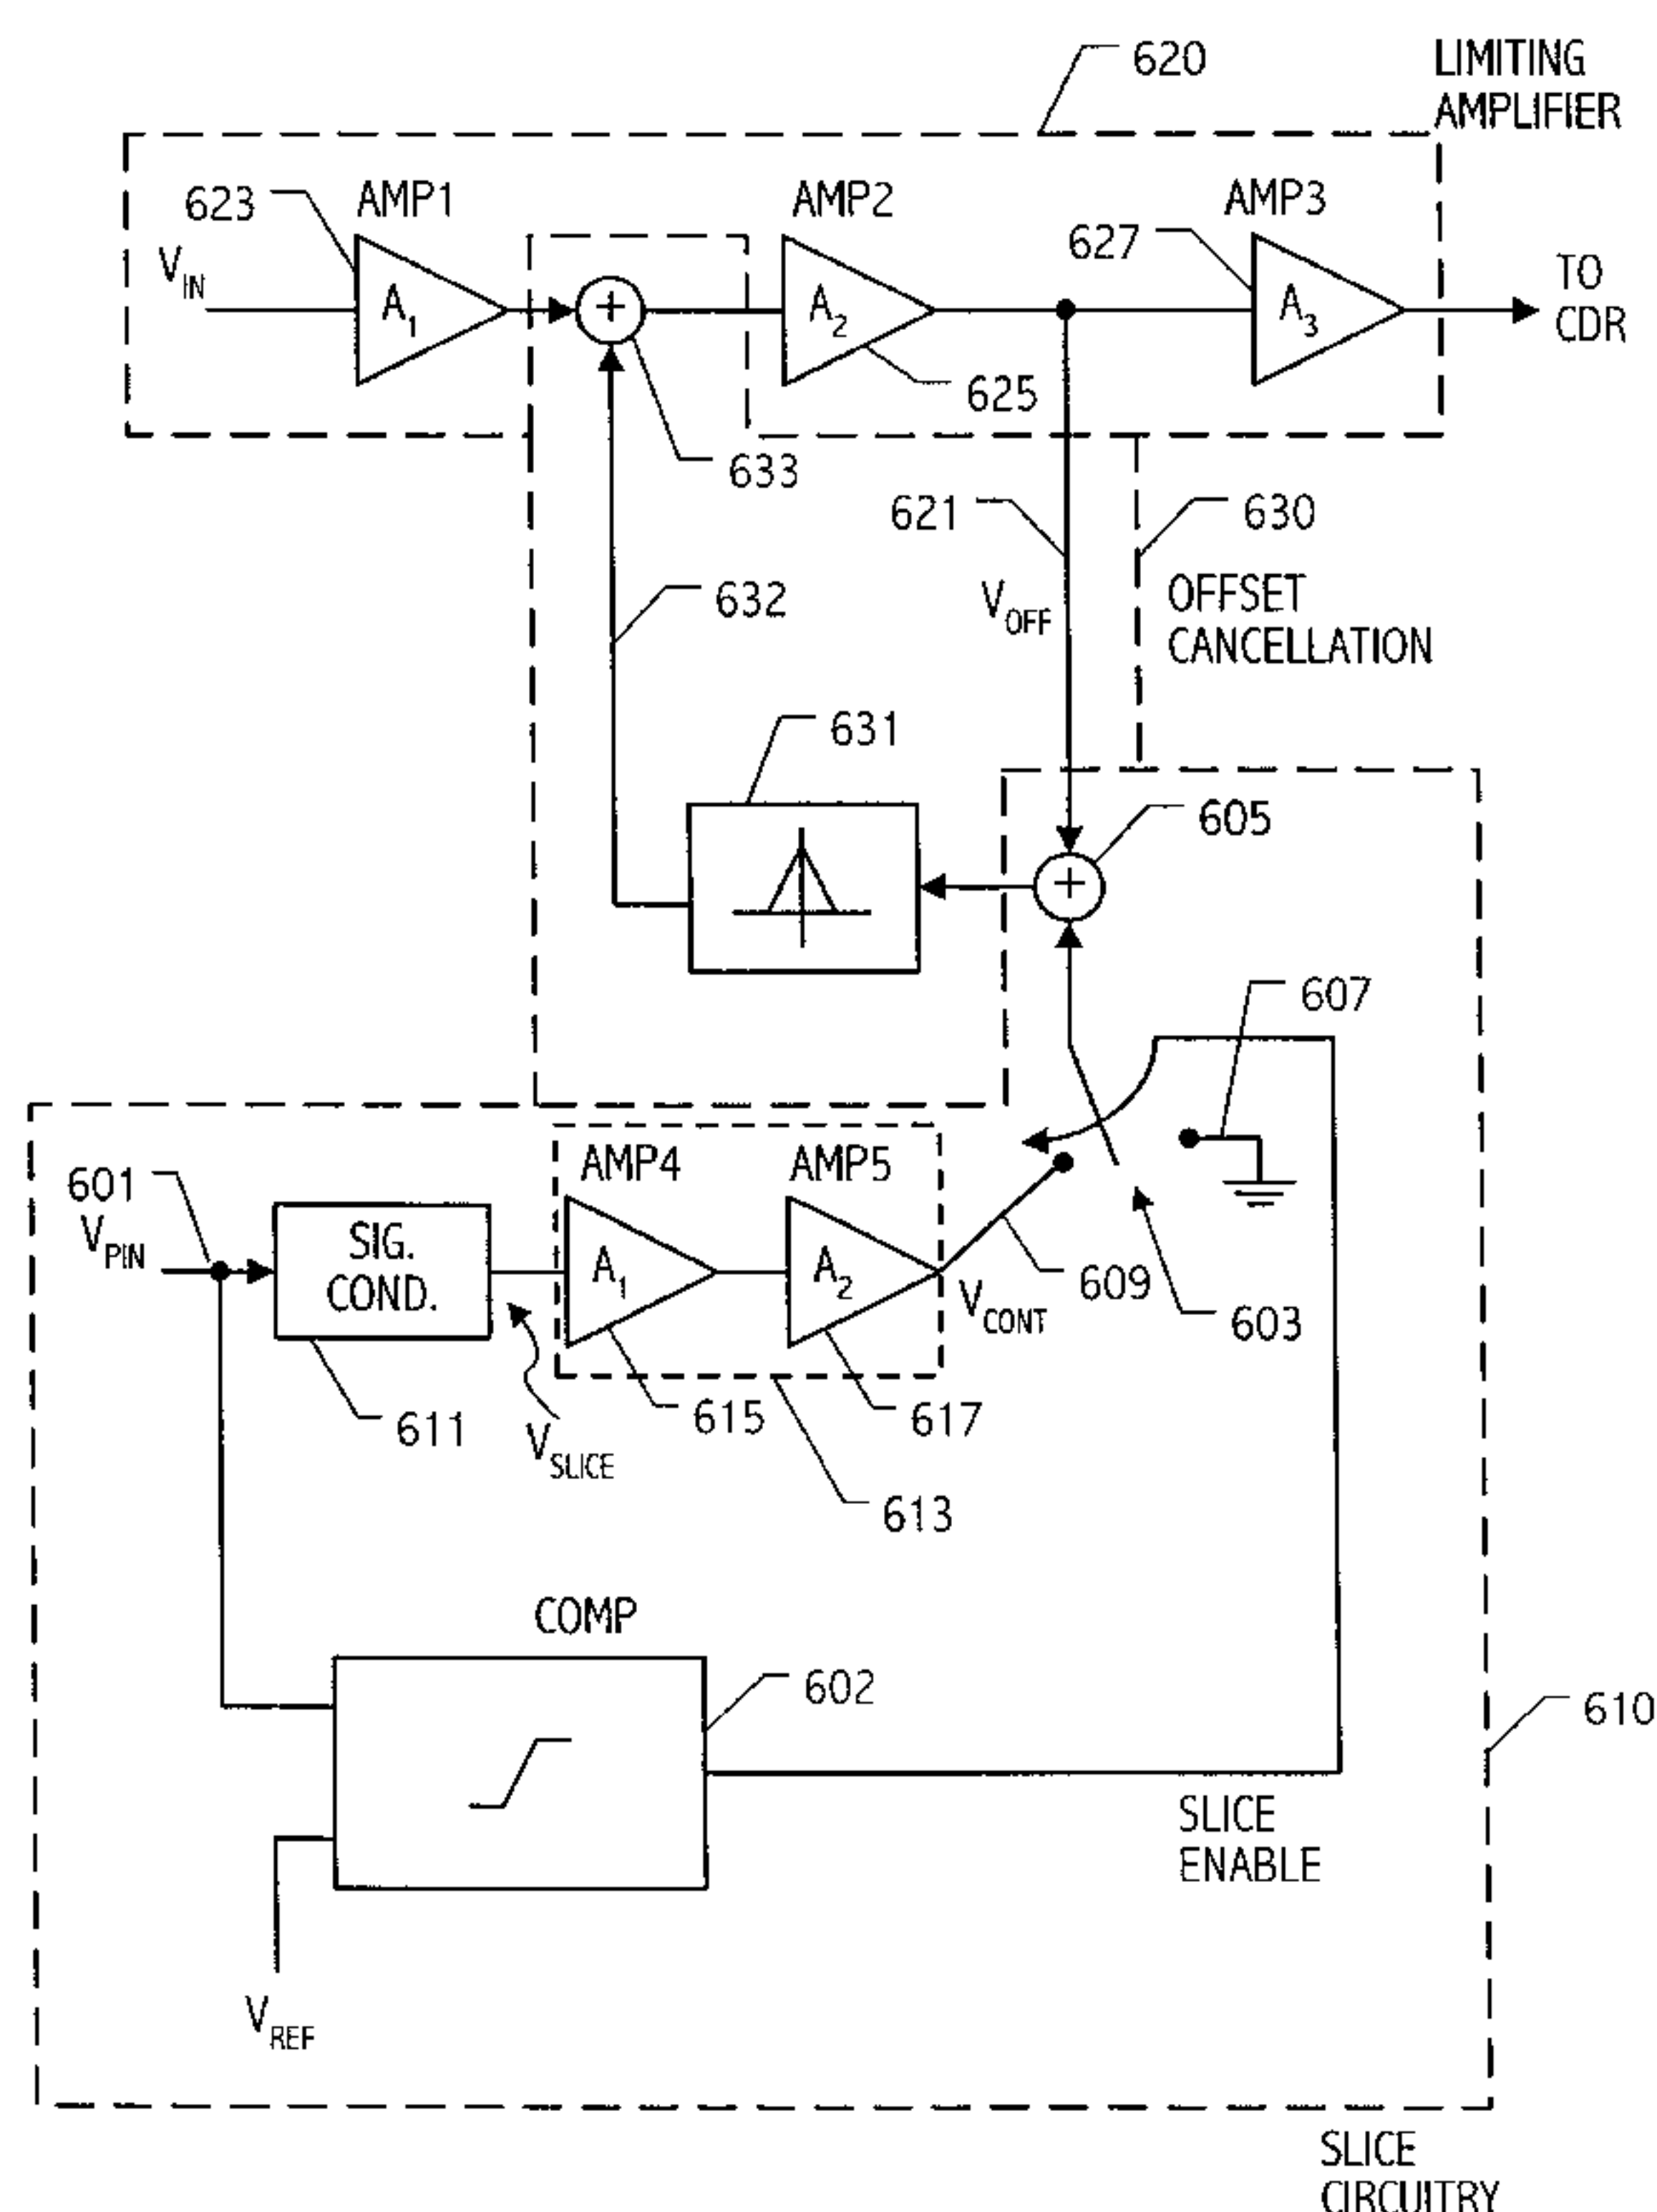 620
LIMITING
AMPLIFIER
623
AMP1
AMP2
AMP3
627
V_IN
A_1
+
A_2
A_3
TO
CDR
625
633
621
630
632
V_OFF
OFFSET
CANCELLATION
631
605
+
607
601
V_PIN
SIG.
COND.
AMP4
AMP5
A_1
A_2
609
V_CONT
603
611
V_SLICE
615
617
613
COMP
602
610
SLICE
ENABLE
V_REF
SLICE
CIRCUITRY